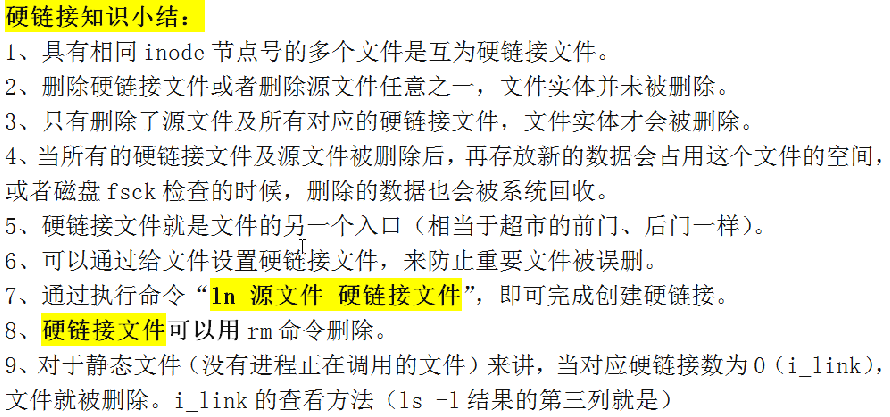 硬链接知识小结：
1、具有相同 inode 节点号的多个文件是互为硬链接文件。
2、删除硬链接文件或者删除源文件任意之一，文件实体并未被删除。
3、只有删除了源文件及所有对应的硬链接文件，文件实体才会被删除。
4、当所有的硬链接文件及源文件被删除后，再存放新的数据会占用这个文件的空间，
或者磁盘 fsck 检查的时候，删除的数据也会被系统回收。
5、硬链接文件就是文件的另一个入口（相当于超市的前门、后门一样）。
6、可以通过给文件设置硬链接文件，来防止重要文件被误删。
7、通过执行命令“ln 源文件 硬链接文件”，即可完成创建硬链接。
8、硬链接文件可以用 rm 命令删除。
9、对于静态文件（没有进程正在调用的文件）来讲，当对应硬链接数为 0（i_link），
文件就被删除。i_link 的查看方法（ls -l 结果的第三列就是）